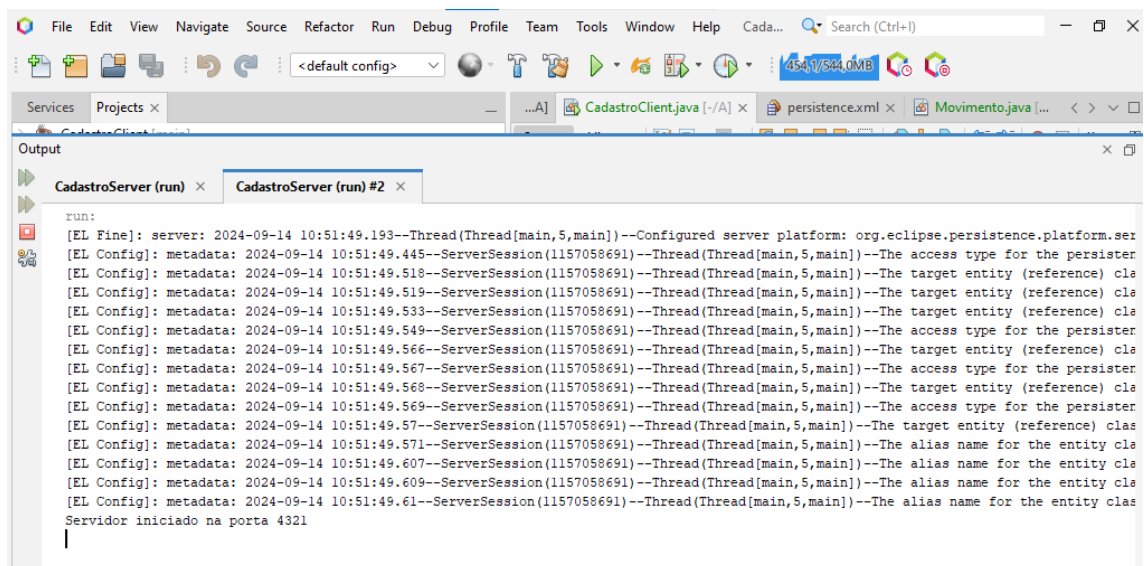 File Edit View Navigate Source Refactor Run Debug Profile Team Tools Window Help Cada... Search (Ctrl+I)
<default config> 454,1/544,0MB
Services Projects ...A] CadastroClient.java [-/A] persistence.xml Movimento.java [...
CadastroClient [main]
Output
CadastroServer (run) CadastroServer (run) #2
run:
[EL Fine]: server: 2024-09-14 10:51:49.193--Thread(Thread[main,5,main])--Configured server platform: org.eclipse.persistence.platform.ser
[EL Config]: metadata: 2024-09-14 10:51:49.445--ServerSession(1157058691)--Thread(Thread[main,5,main])--The access type for the persisten
[EL Config]: metadata: 2024-09-14 10:51:49.518--ServerSession(1157058691)--Thread(Thread[main,5,main])--The target entity (reference) cla
[EL Config]: metadata: 2024-09-14 10:51:49.519--ServerSession(1157058691)--Thread(Thread[main,5,main])--The target entity (reference) cla
[EL Config]: metadata: 2024-09-14 10:51:49.533--ServerSession(1157058691)--Thread(Thread[main,5,main])--The target entity (reference) cla
[EL Config]: metadata: 2024-09-14 10:51:49.549--ServerSession(1157058691)--Thread(Thread[main,5,main])--The access type for the persisten
[EL Config]: metadata: 2024-09-14 10:51:49.566--ServerSession(1157058691)--Thread(Thread[main,5,main])--The target entity (reference) cla
[EL Config]: metadata: 2024-09-14 10:51:49.567--ServerSession(1157058691)--Thread(Thread[main,5,main])--The access type for the persisten
[EL Config]: metadata: 2024-09-14 10:51:49.568--ServerSession(1157058691)--Thread(Thread[main,5,main])--The target entity (reference) cla
[EL Config]: metadata: 2024-09-14 10:51:49.569--ServerSession(1157058691)--Thread(Thread[main,5,main])--The access type for the persisten
[EL Config]: metadata: 2024-09-14 10:51:49.57--ServerSession(1157058691)--Thread(Thread[main,5,main])--The target entity (reference) clas
[EL Config]: metadata: 2024-09-14 10:51:49.571--ServerSession(1157058691)--Thread(Thread[main,5,main])--The alias name for the entity cla
[EL Config]: metadata: 2024-09-14 10:51:49.607--ServerSession(1157058691)--Thread(Thread[main,5,main])--The alias name for the entity cla
[EL Config]: metadata: 2024-09-14 10:51:49.609--ServerSession(1157058691)--Thread(Thread[main,5,main])--The alias name for the entity cla
[EL Config]: metadata: 2024-09-14 10:51:49.61--ServerSession(1157058691)--Thread(Thread[main,5,main])--The alias name for the entity clas
Servidor iniciado na porta 4321